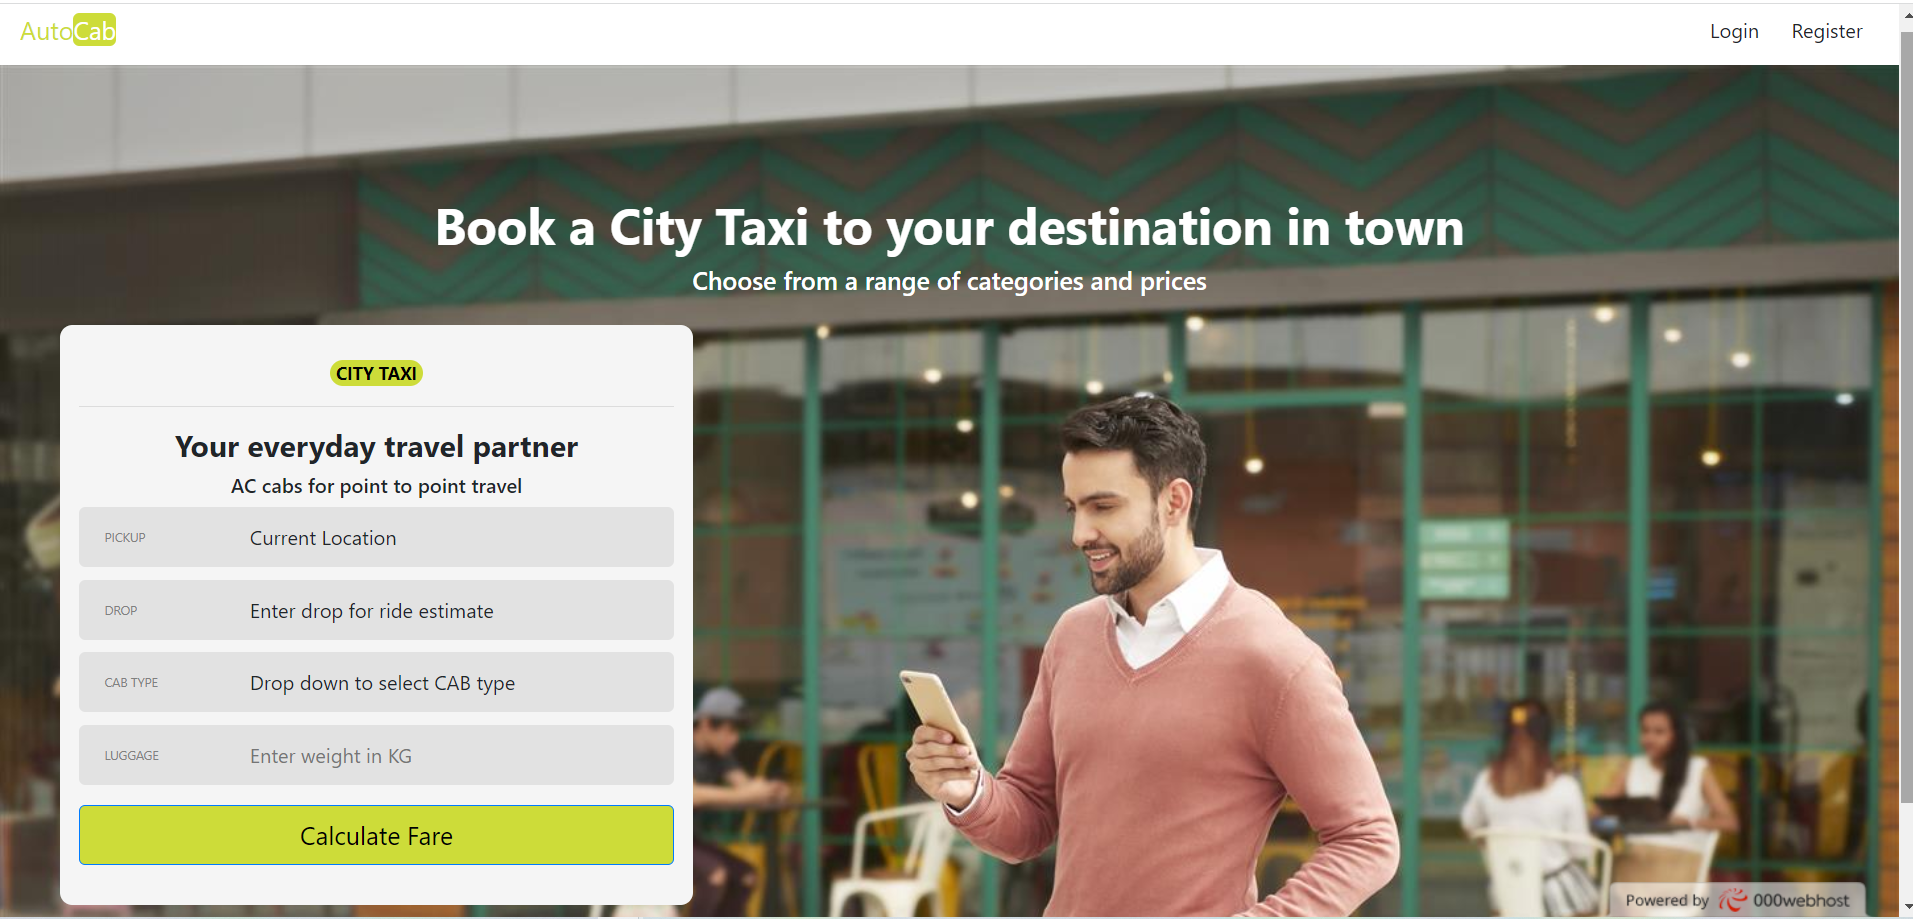 AutoCab
Login Register
Book a City Taxi to your destination in town
Choose from a range of categories and prices
CITY TAXI
Your everyday travel partner
AC cabs for point to point travel
PICKUP Current Location
DROP Enter drop for ride estimate
CAB TYPE Drop down to select CAB type
LUGGAGE Enter weight in KG
Calculate Fare
Powered by 000webhost